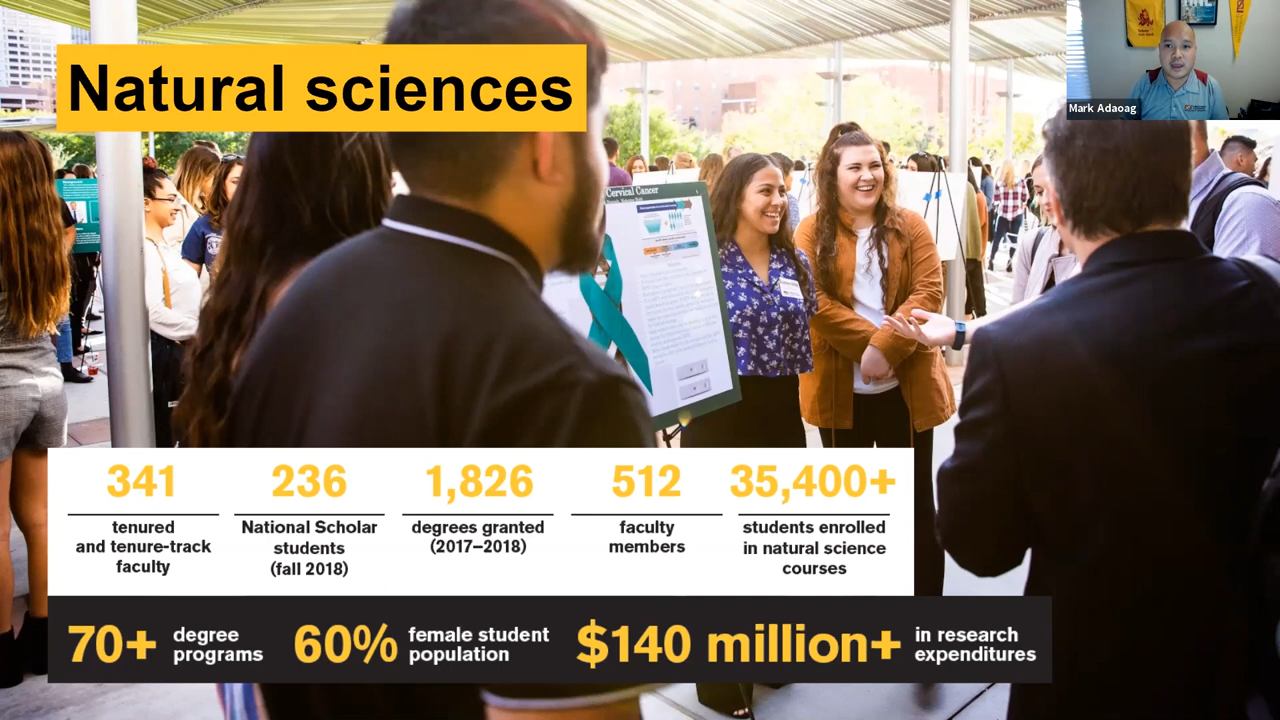 Natural sciences
Mark Adaoag
Cervical Cancer
341
tenured
and tenure-track
faculty
236
National Scholar
students
(fall 2018)
1,826
degrees granted
(2017–2018)
512
faculty
members
35,400+
students enrolled
in natural science
courses
70+
degree
programs
60%
female student
population
$140 million+
in research
expenditures